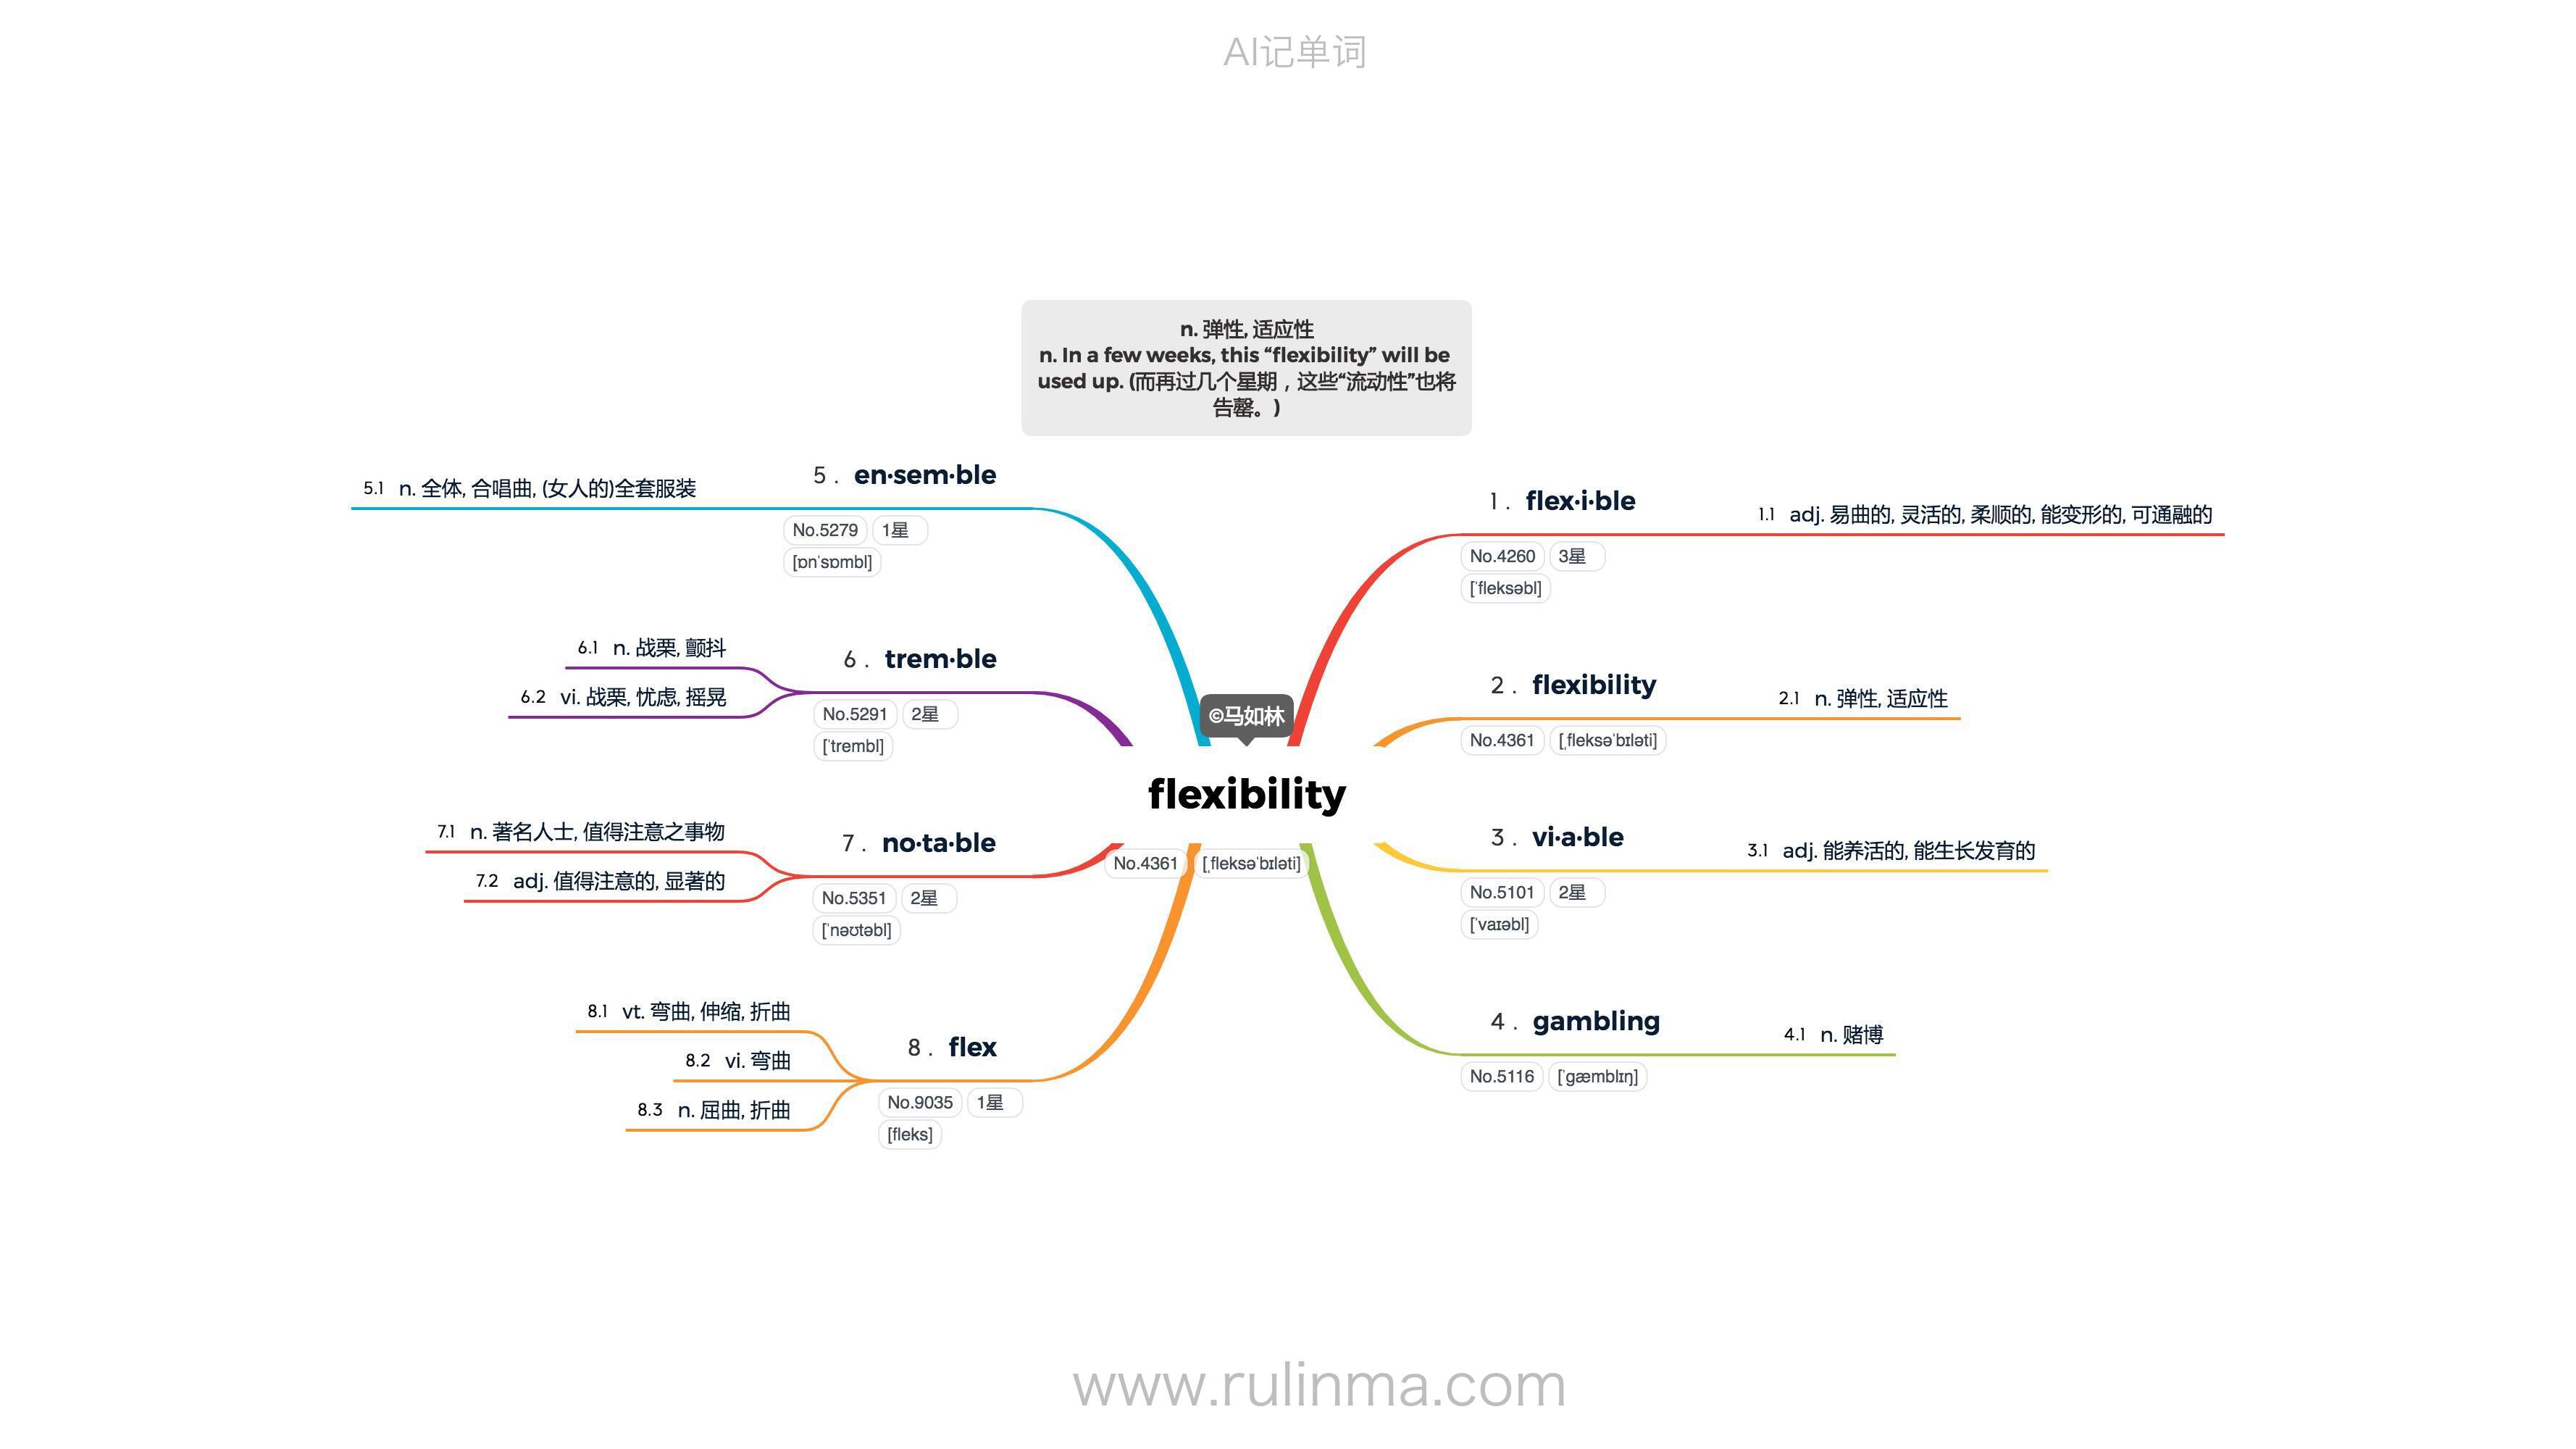 AI记单词
n. 弹性, 适应性
n. In a few weeks, this “flexibility” will be
used up. (而再过几个星期，这些“流动性”也将
告罄。)
©马如林
flexibility
No.4361 [ˌfleksəˈbɪləti]
1. flex·i·ble
No.4260 3星
[ˈfleksəbl]
1.1 adj. 易曲的, 灵活的, 柔顺的, 能变形的, 可通融的
2. flexibility
No.4361 [ˌfleksəˈbɪləti]
2.1 n. 弹性, 适应性
3. vi·a·ble
No.5101 2星
[ˈvaɪəbl]
3.1 adj. 能养活的, 能生长发育的
4. gambling
No.5116 [ˈɡæmblɪŋ]
4.1 n. 赌博
5. en·sem·ble
No.5279 1星
[ɒnˈsɒmbl]
5.1 n. 全体, 合唱曲, (女人的)全套服装
6. trem·ble
No.5291 2星
[ˈtrembl]
6.1 n. 战栗, 颤抖
6.2 vi. 战栗, 忧虑, 摇晃
7. no·ta·ble
No.5351 2星
[ˈnəʊtəbl]
7.1 n. 著名人士, 值得注意之事物
7.2 adj. 值得注意的, 显著的
8. flex
No.9035 1星
[fleks]
8.1 vt. 弯曲, 伸缩, 折曲
8.2 vi. 弯曲
8.3 n. 屈曲, 折曲
www.rulinma.com